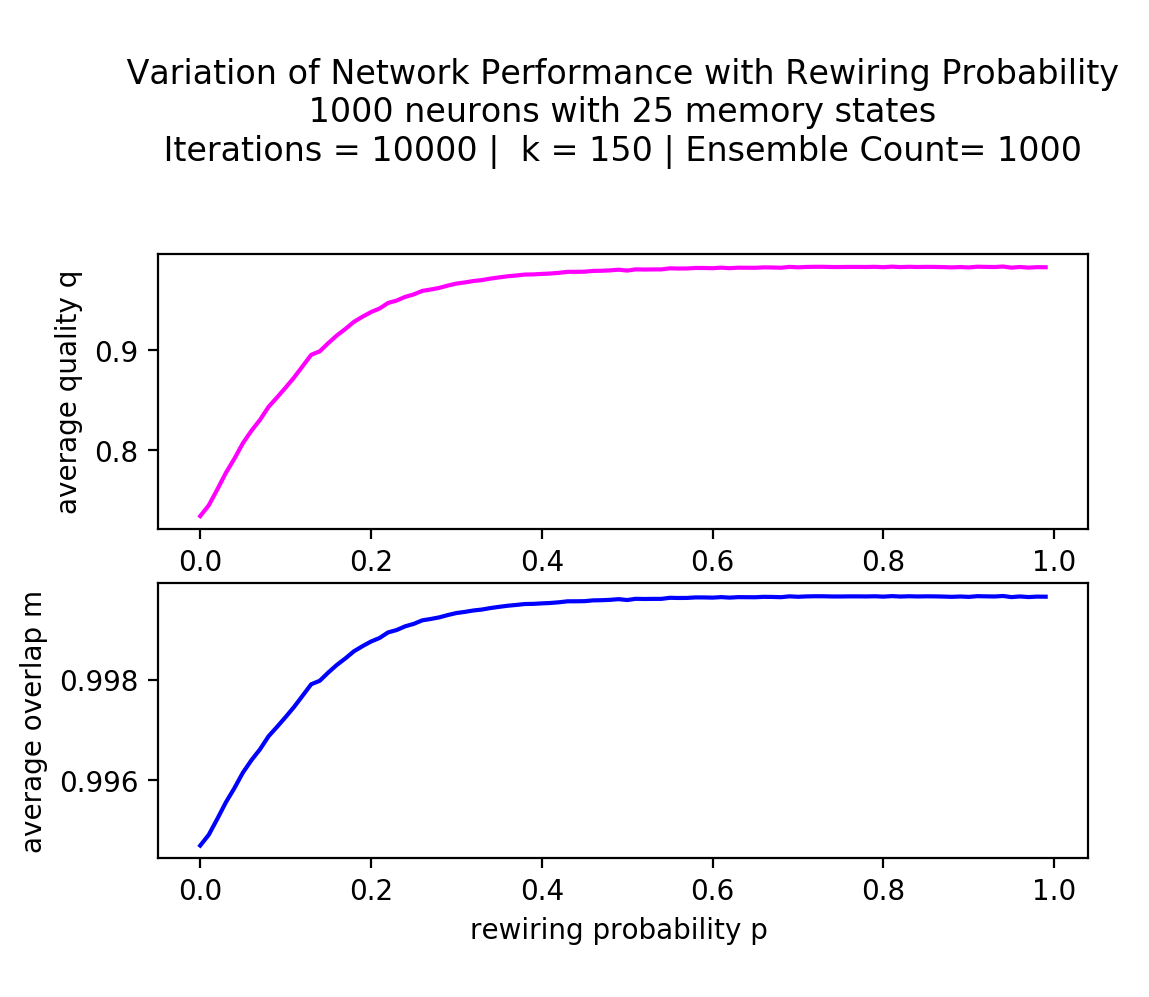 Variation of Network Performance with Rewiring Probability
1000 neurons with 25 memory states
Iterations = 10000 |  k = 150 | Ensemble Count= 1000
average quality q
0.9
0.8
0.0 0.2 0.4 0.6 0.8 1.0
average overlap m
0.998
0.996
0.0 0.2 0.4 0.6 0.8 1.0
rewiring probability p